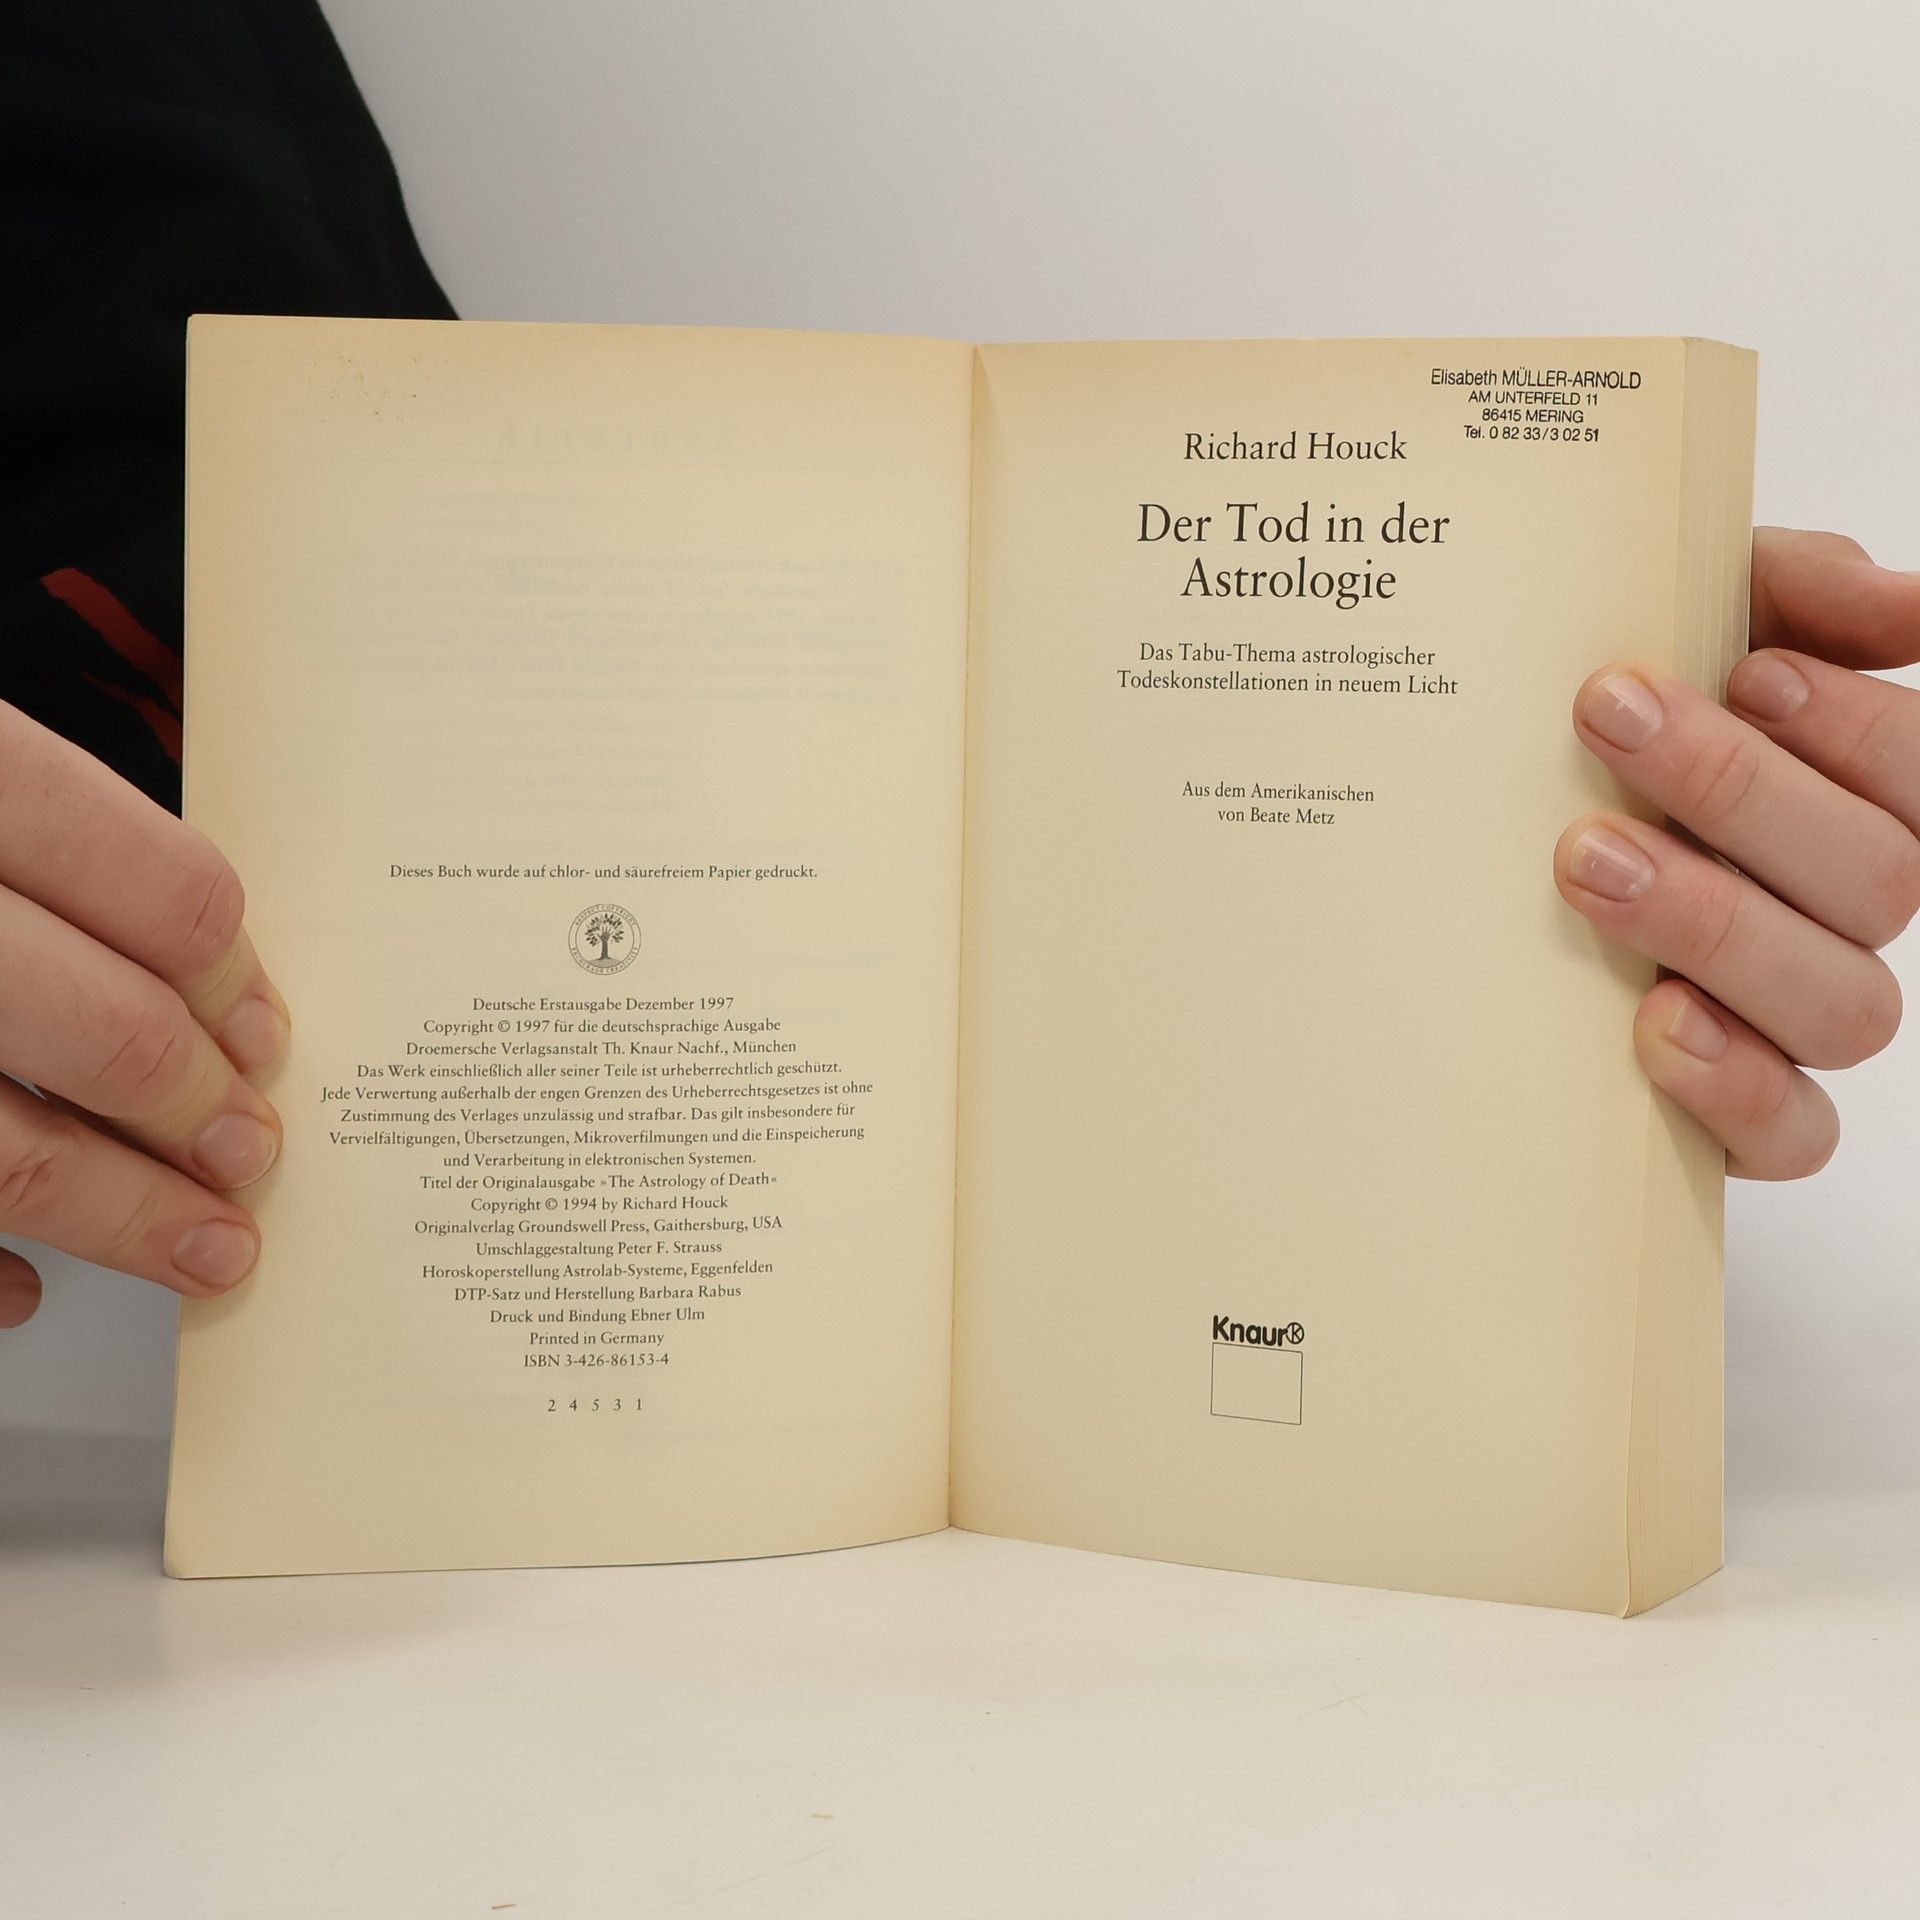 Dieses Buch wurde auf chlor- und säurefreiem Papier gedruckt.
RESPECT COPYRIGHT
ENCOURAGE CREATIVITY
Deutsche Erstausgabe Dezember 1997
Copyright © 1997 für die deutschsprachige Ausgabe
Droemersche Verlagsanstalt Th. Knaur Nachf., München
Das Werk einschließlich aller seiner Teile ist urheberrechtlich geschützt.
Jede Verwertung außerhalb der engen Grenzen des Urheberrechtsgesetzes ist ohne
Zustimmung des Verlages unzulässig und strafbar. Das gilt insbesondere für
Vervielfältigungen, Übersetzungen, Mikroverfilmungen und die Einspeicherung
und Verarbeitung in elektronischen Systemen.
Titel der Originalausgabe »The Astrology of Death«
Copyright © 1994 by Richard Houck
Originalverlag Groundswell Press, Gaithersburg, USA
Umschlaggestaltung Peter F. Strauss
Horoskoperstellung Astrolab-Systeme, Eggenfelden
DTP-Satz und Herstellung Barbara Rabus
Druck und Bindung Ebner Ulm
Printed in Germany
ISBN 3-426-86153-4
2 4 5 3 1
Elisabeth MÜLLER-ARNOLD
AM UNTERFELD 11
86415 MERING
Tel. 0 82 33/3 02 51
Richard Houck
Der Tod in der
Astrologie
Das Tabu-Thema astrologischer
Todeskonstellationen in neuem Licht
Aus dem Amerikanischen
von Beate Metz
Knaur K